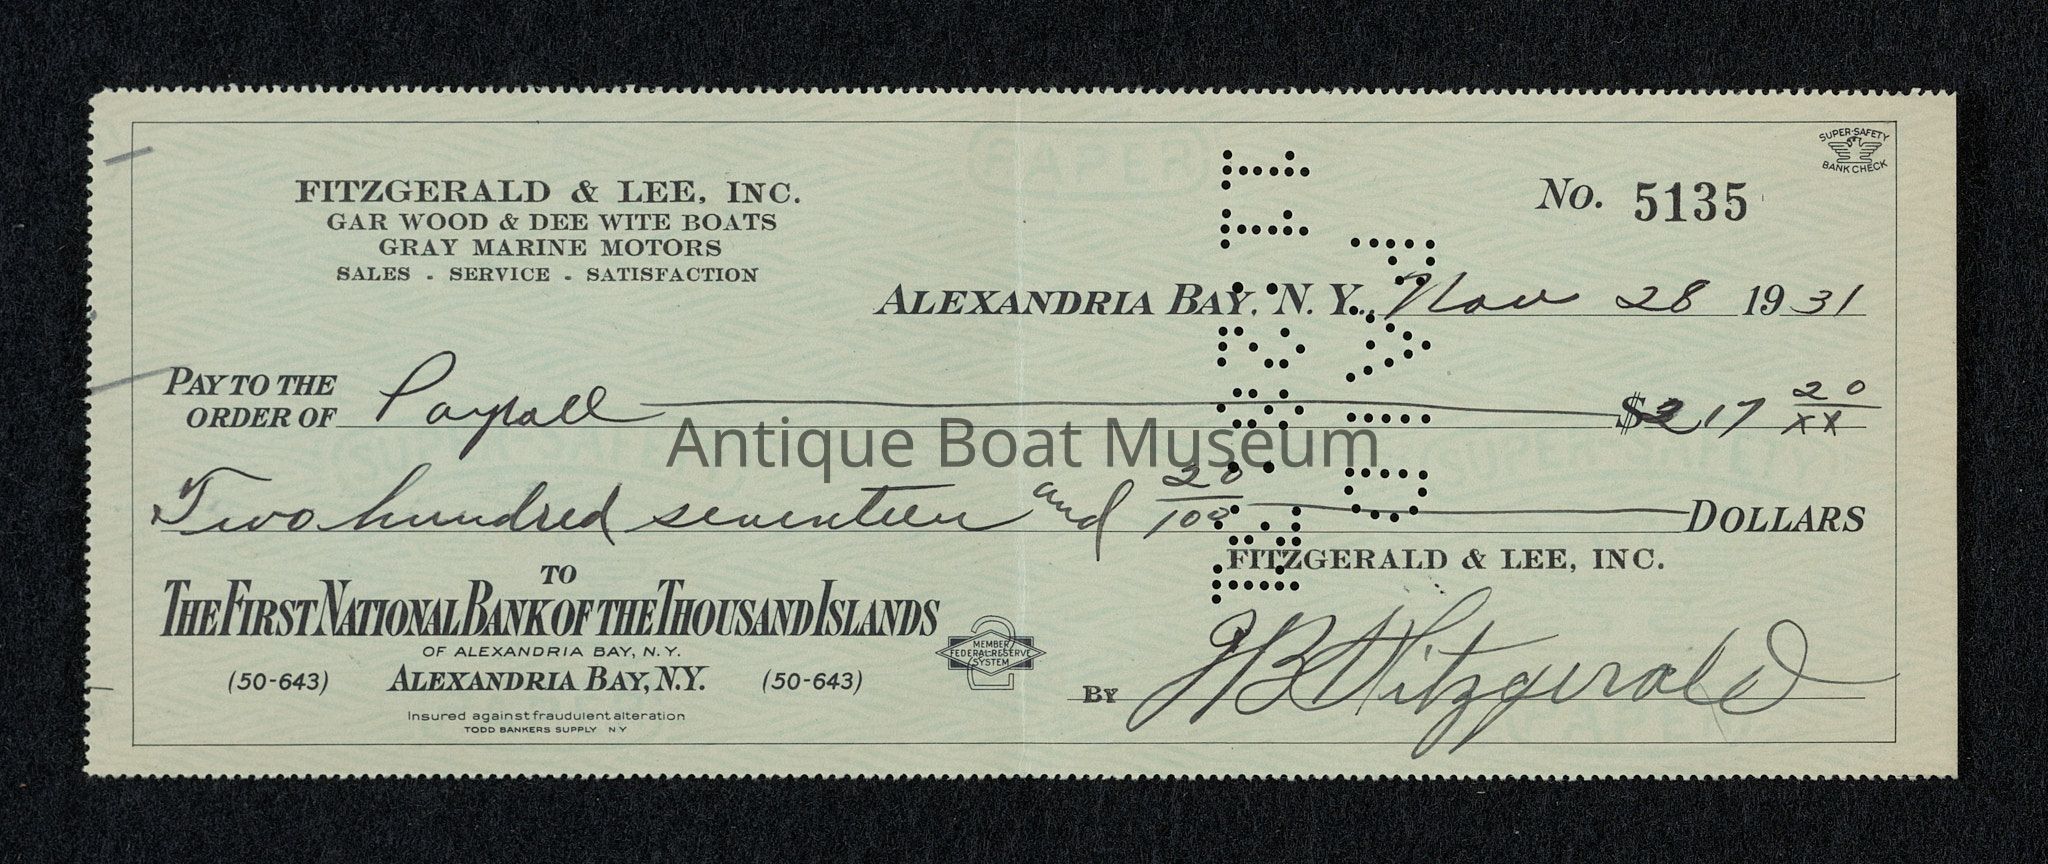 SUPER-SAFETY
BANK CHECK
FITZGERALD & LEE, INC.
GAR WOOD & DEE WITE BOATS
GRAY MARINE MOTORS
SALES - SERVICE - SATISFACTION
No. 5135
ALEXANDRIA BAY, N. Y., Nov 28 1931
PAY TO THE
ORDER OF Payroll $217 20/XX
Antique Boat Museum
Two hundred seventeen and 20/100 DOLLARS
PAID
TO
THE FIRST NATIONAL BANK OF THE THOUSAND ISLANDS
OF ALEXANDRIA BAY, N.Y.
(50-643) ALEXANDRIA BAY, N.Y. (50-643)
Insured against fraudulent alteration
TODD BANKERS SUPPLY NY
MEMBER
FEDERAL RESERVE
SYSTEM
FITZGERALD & LEE, INC.
BY JB Fitzgerald